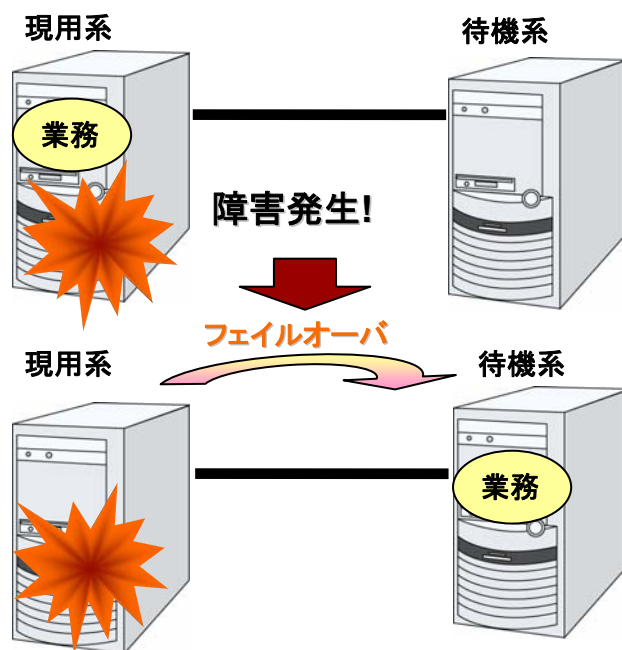 現用系
待機系
業務
障害発生!
フェイルオーバ
現用系
待機系
業務